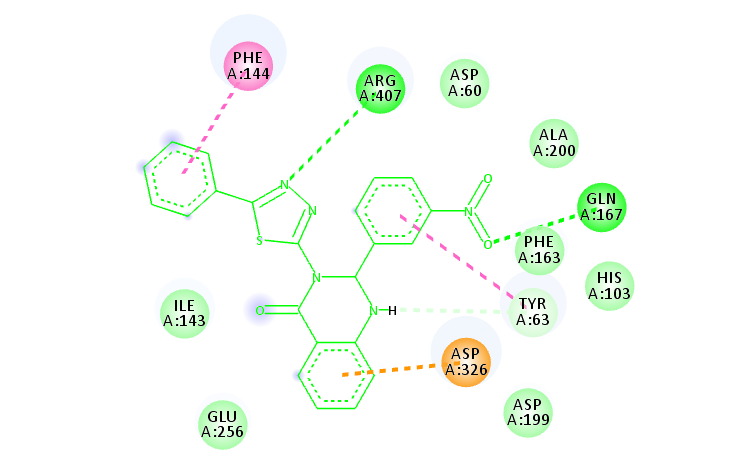 PHE
A:144
ARG
A:407
ASP
A:60
ALA
A:200
GLN
A:167
PHE
A:163
HIS
A:103
TYR
A:63
ILE
A:143
ASP
A:326
ASP
A:199
GLU
A:256
N
N
S
N
O
O
N
O
N
H